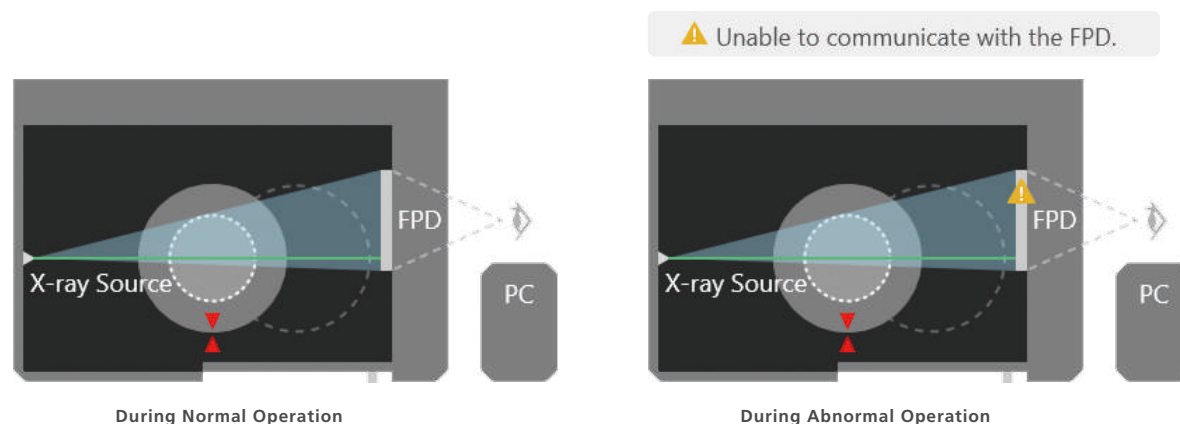 Unable to communicate with the FPD.
FPD
X-ray Source
PC
FPD
X-ray Source
PC
During Normal Operation
During Abnormal Operation